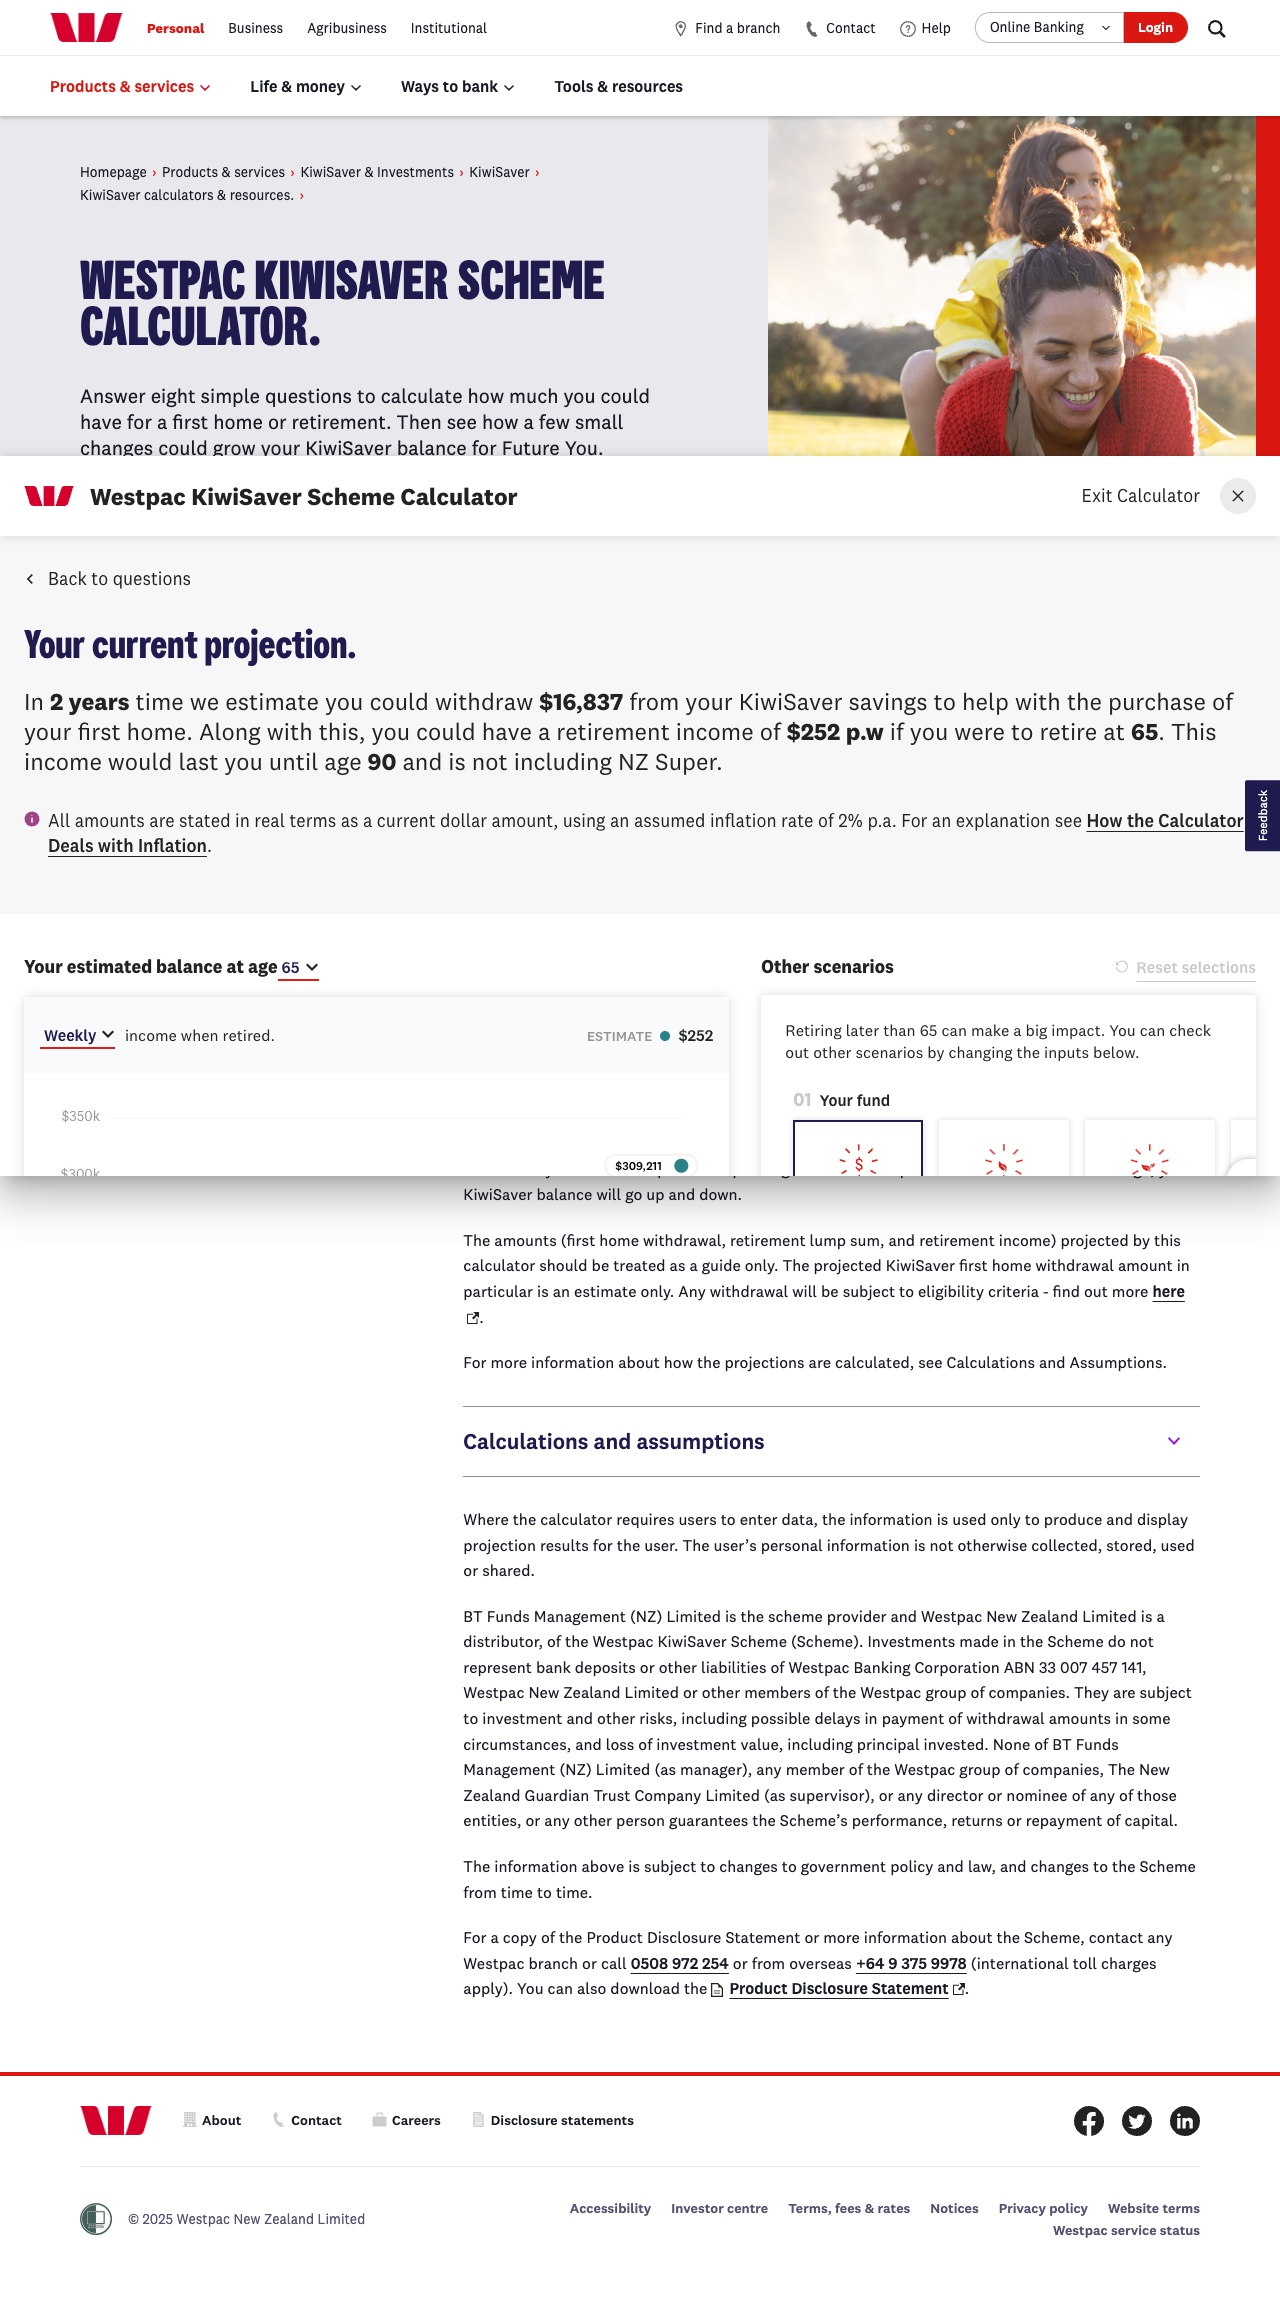 Personal Business Agribusiness Institutional Find a branch Contact Help Online Banking Login
Products & services Life & money Ways to bank Tools & resources
Homepage › Products & services › KiwiSaver & Investments › KiwiSaver ›
KiwiSaver calculators & resources. ›
WESTPAC KIWISAVER SCHEME
CALCULATOR.
Answer eight simple questions to calculate how much you could
have for a first home or retirement. Then see how a few small
changes could grow your KiwiSaver balance for Future You.
Westpac KiwiSaver Scheme Calculator Exit Calculator
Back to questions
Your current projection.
In 2 years time we estimate you could withdraw $16,837 from your KiwiSaver savings to help with the purchase of
your first home. Along with this, you could have a retirement income of $252 p.w if you were to retire at 65. This
income would last you until age 90 and is not including NZ Super.
Feedback
All amounts are stated in real terms as a current dollar amount, using an assumed inflation rate of 2% p.a. For an explanation see How the Calculator
Deals with Inflation.
Your estimated balance at age 65
Weekly income when retired. ESTIMATE $252
$350k
$300k
$309,211
Other scenarios Reset selections
Retiring later than 65 can make a big impact. You can check
out other scenarios by changing the inputs below.
01 Your fund
KiwiSaver balance will go up and down.
The amounts (first home withdrawal, retirement lump sum, and retirement income) projected by this
calculator should be treated as a guide only. The projected KiwiSaver first home withdrawal amount in
particular is an estimate only. Any withdrawal will be subject to eligibility criteria - find out more here
.
For more information about how the projections are calculated, see Calculations and Assumptions.
Calculations and assumptions
Where the calculator requires users to enter data, the information is used only to produce and display
projection results for the user. The user’s personal information is not otherwise collected, stored, used
or shared.
BT Funds Management (NZ) Limited is the scheme provider and Westpac New Zealand Limited is a
distributor, of the Westpac KiwiSaver Scheme (Scheme). Investments made in the Scheme do not
represent bank deposits or other liabilities of Westpac Banking Corporation ABN 33 007 457 141,
Westpac New Zealand Limited or other members of the Westpac group of companies. They are subject
to investment and other risks, including possible delays in payment of withdrawal amounts in some
circumstances, and loss of investment value, including principal invested. None of BT Funds
Management (NZ) Limited (as manager), any member of the Westpac group of companies, The New
Zealand Guardian Trust Company Limited (as supervisor), or any director or nominee of any of those
entities, or any other person guarantees the Scheme’s performance, returns or repayment of capital.
The information above is subject to changes to government policy and law, and changes to the Scheme
from time to time.
For a copy of the Product Disclosure Statement or more information about the Scheme, contact any
Westpac branch or call 0508 972 254 or from overseas +64 9 375 9978 (international toll charges
apply). You can also download the Product Disclosure Statement .
About Contact Careers Disclosure statements
© 2025 Westpac New Zealand Limited
Accessibility Investor centre Terms, fees & rates Notices Privacy policy Website terms
Westpac service status